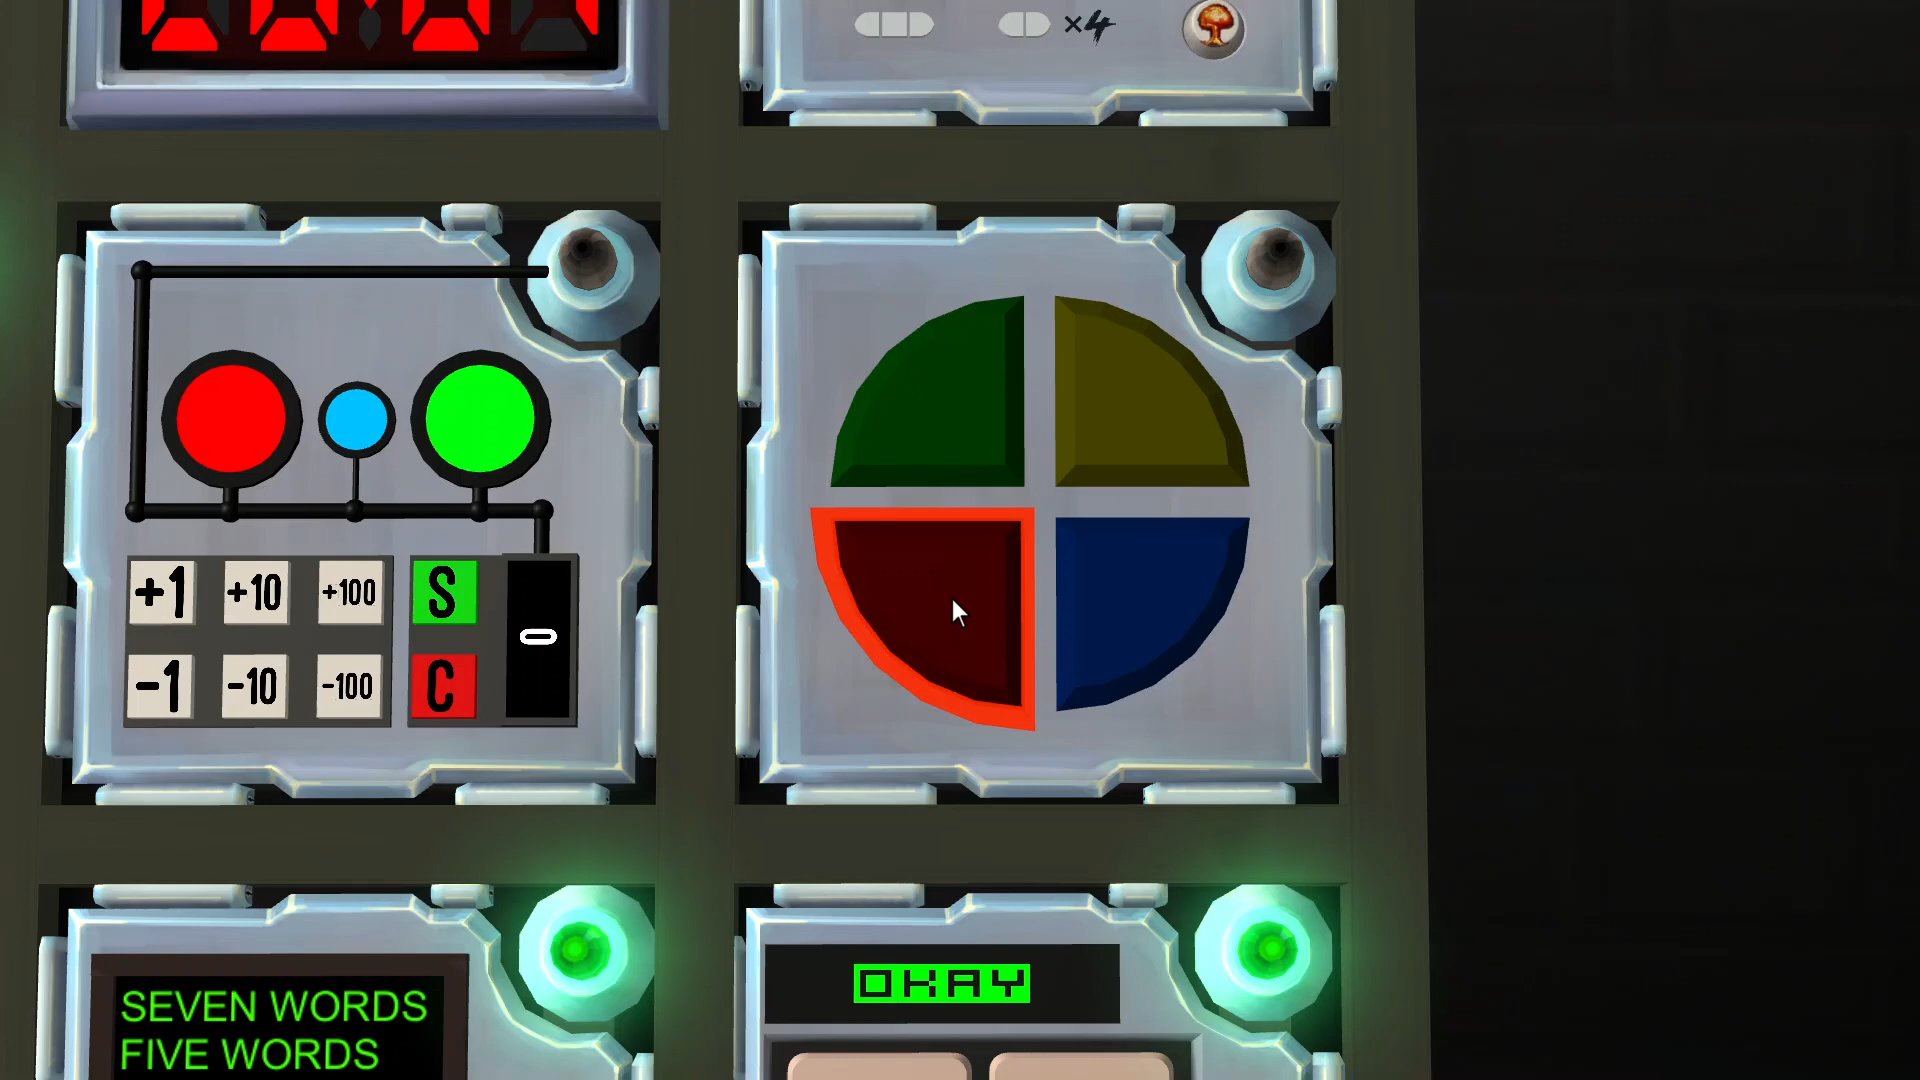 ×4
+1 +10 +100 S
0
-1 -10 -100 C
SEVEN WORDS
FIVE WORDS
OKAY